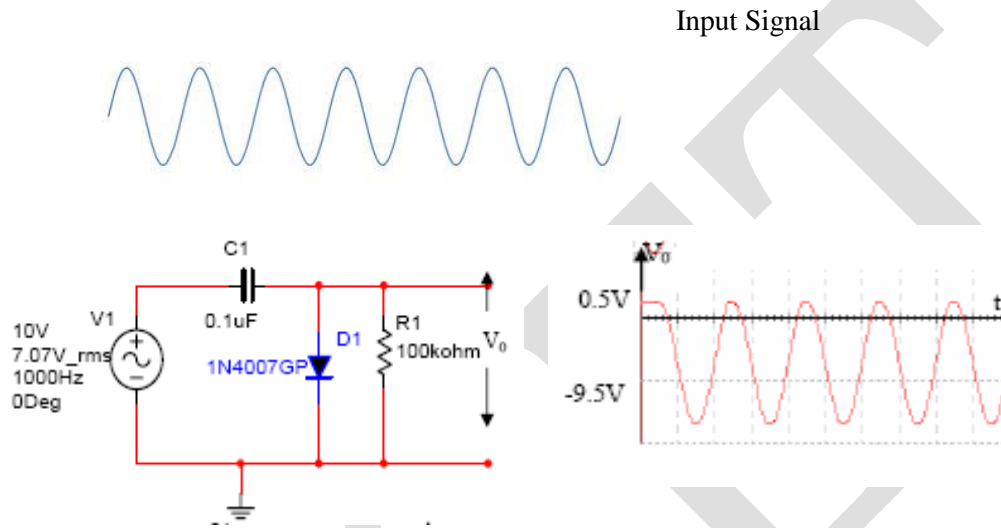 Input Signal
C1
0.1uF
V1
10V
7.07V_rms
1000Hz
0Deg
D1
1N4007GP
R1
100kohm
V₀
V₀
0.5V
t
-9.5V